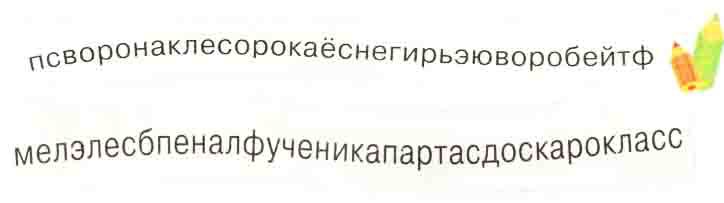 псворонаклесорокаёснегирьэюворобейтф
мелэлесбпеналфученикапартасдоскарокласс